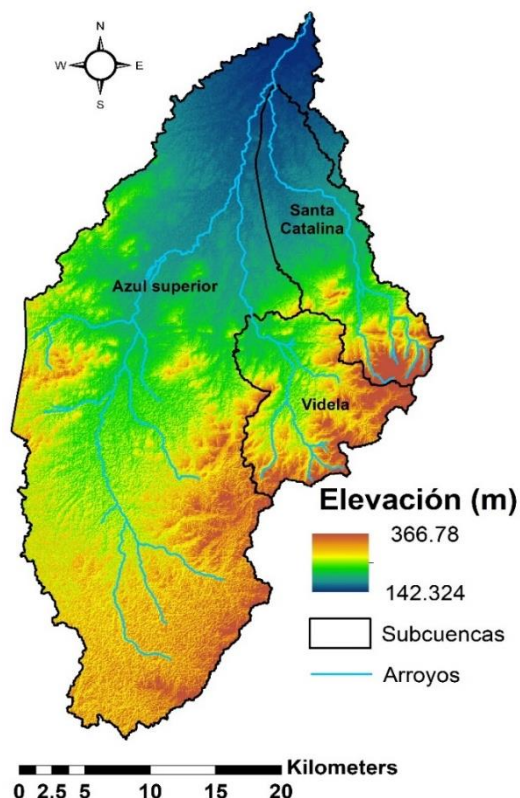 N
W E
S
Santa
Catalina
Azul superior
Videla
Elevación (m)
366.78
142.324
Subcuencas
Arroyos
Kilometers
0 2.5 5 10 15 20